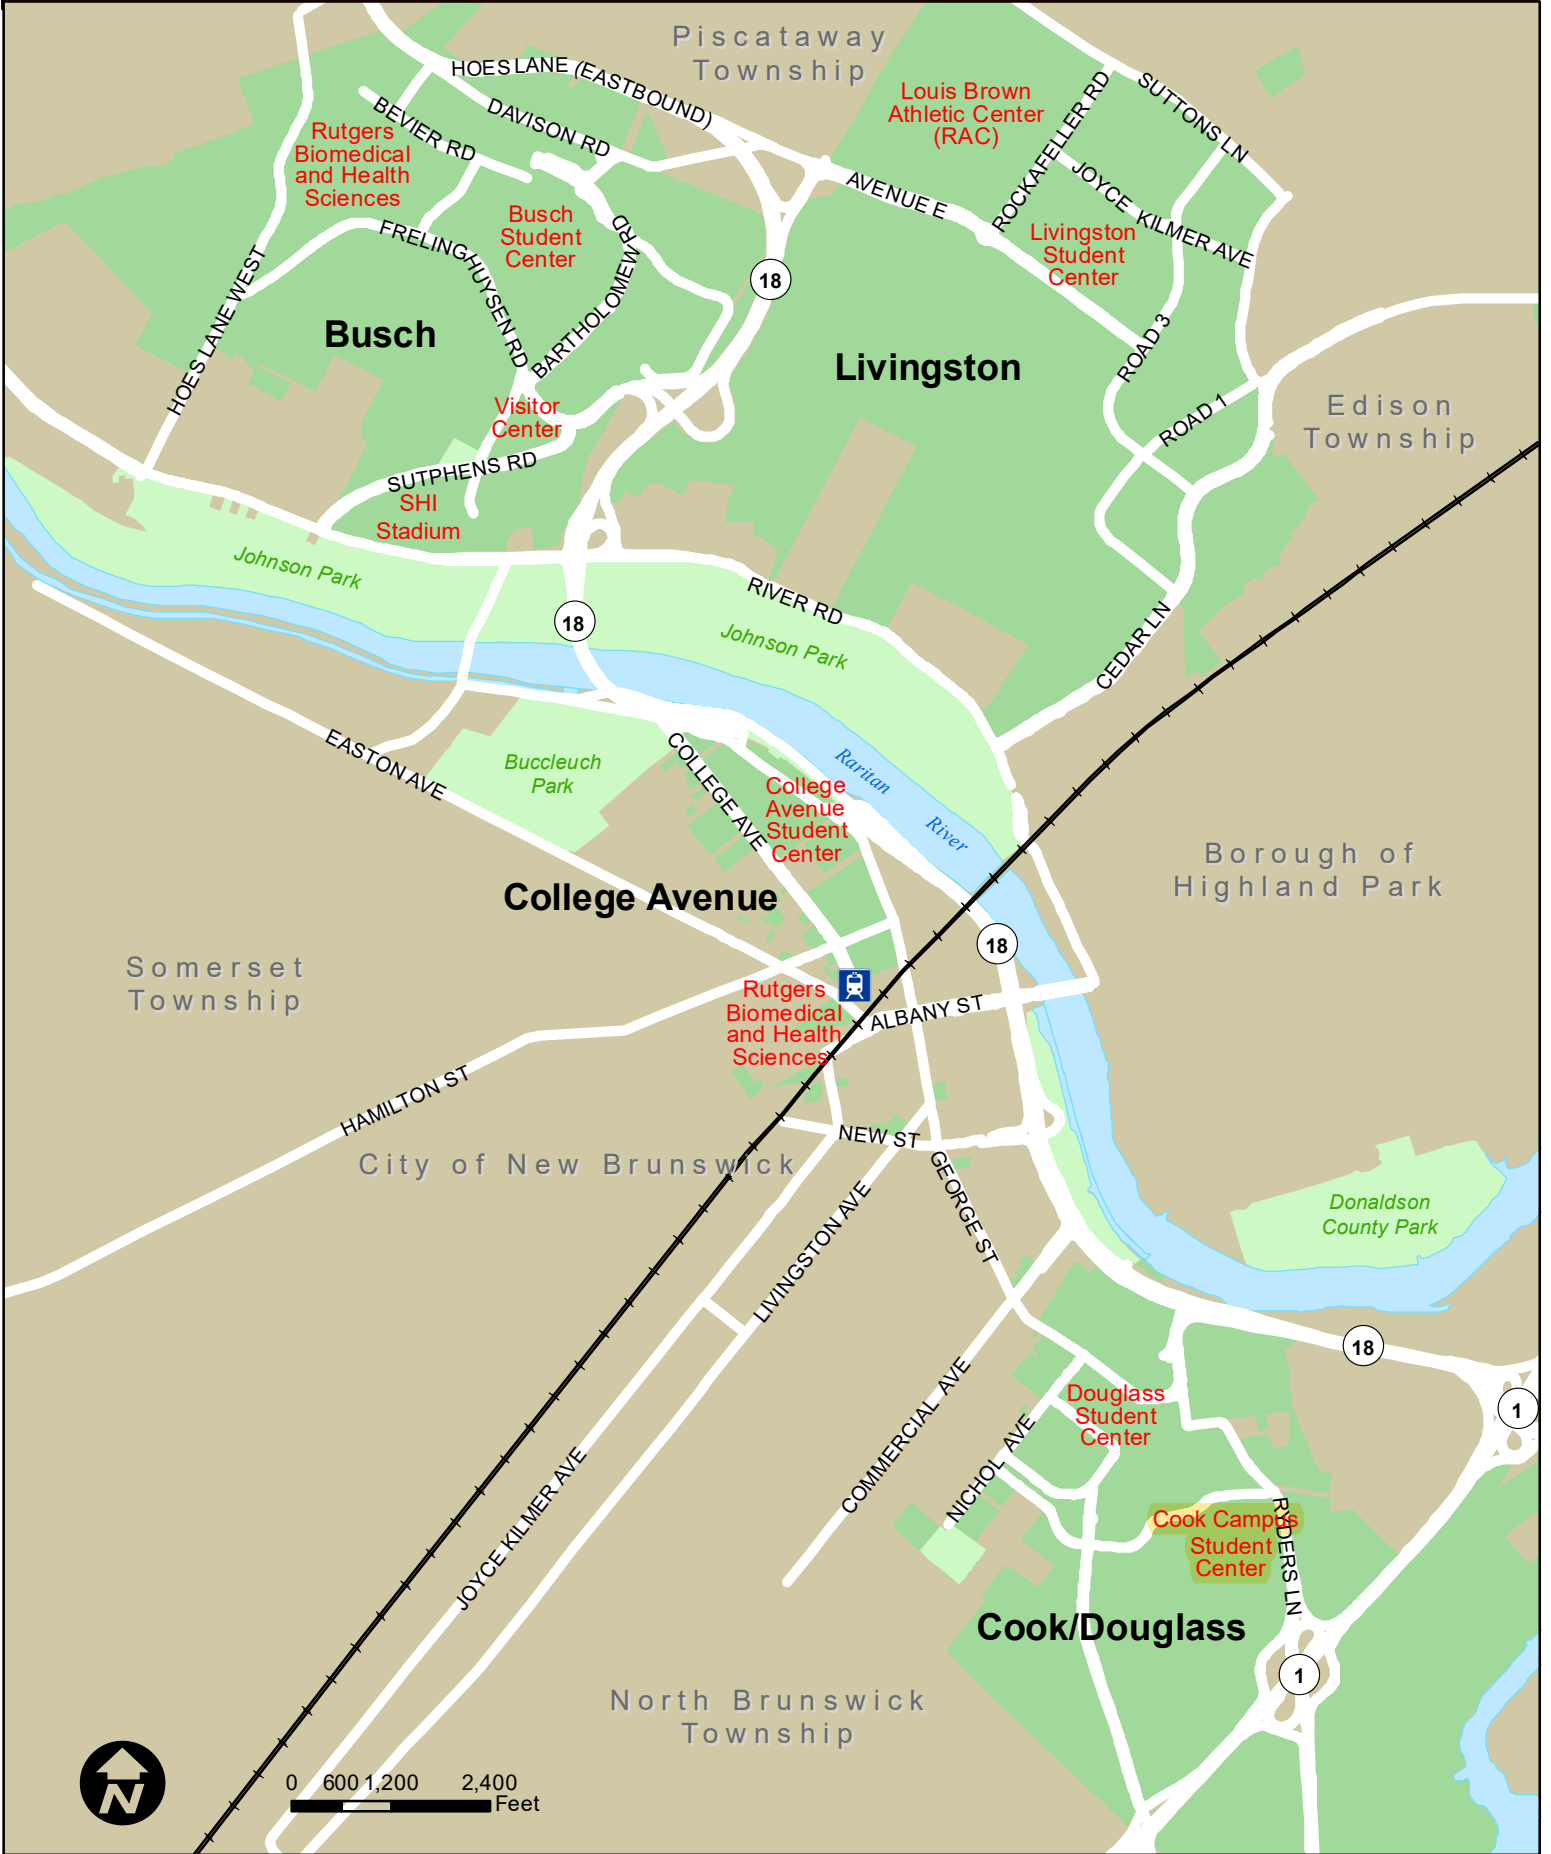 Piscataway
Township
HOES LANE (EASTBOUND)
DAVISON RD
BEVIER RD
Rutgers
Biomedical
and Health
Sciences
Louis Brown
Athletic Center
(RAC)
SUTTONS LN
ROCKAFELLER RD
JOYCE KILMER AVE
AVENUE E
Busch
Student
Center
FRELINGHUYSEN RD
BARTHOLOMEW RD
Livingston
Student
Center
HOES LANE WEST
18
Busch
Livingston
ROAD 3
ROAD 1
Edison
Township
Visitor
Center
SUTPHENS RD
SHI
Stadium
Johnson Park
RIVER RD
18
Johnson Park
CEDAR LN
EASTON AVE
Buccleuch
Park
COLLEGE AVE
College
Avenue
Student
Center
Raritan
River
Borough of
Highland Park
College Avenue
18
Somerset
Township
Rutgers
Biomedical
and Health
Sciences
ALBANY ST
HAMILTON ST
NEW ST
City of New Brunswick
GEORGE ST
LIVINGSTON AVE
Donaldson
County Park
18
1
COMMERCIAL AVE
NICHOL AVE
Douglass
Student
Center
JOYCE KILMER AVE
Cook Campus
Student
Center
RYDERS LN
Cook/Douglass
1
North Brunswick
Township
N
0 600 1,200 2,400
Feet